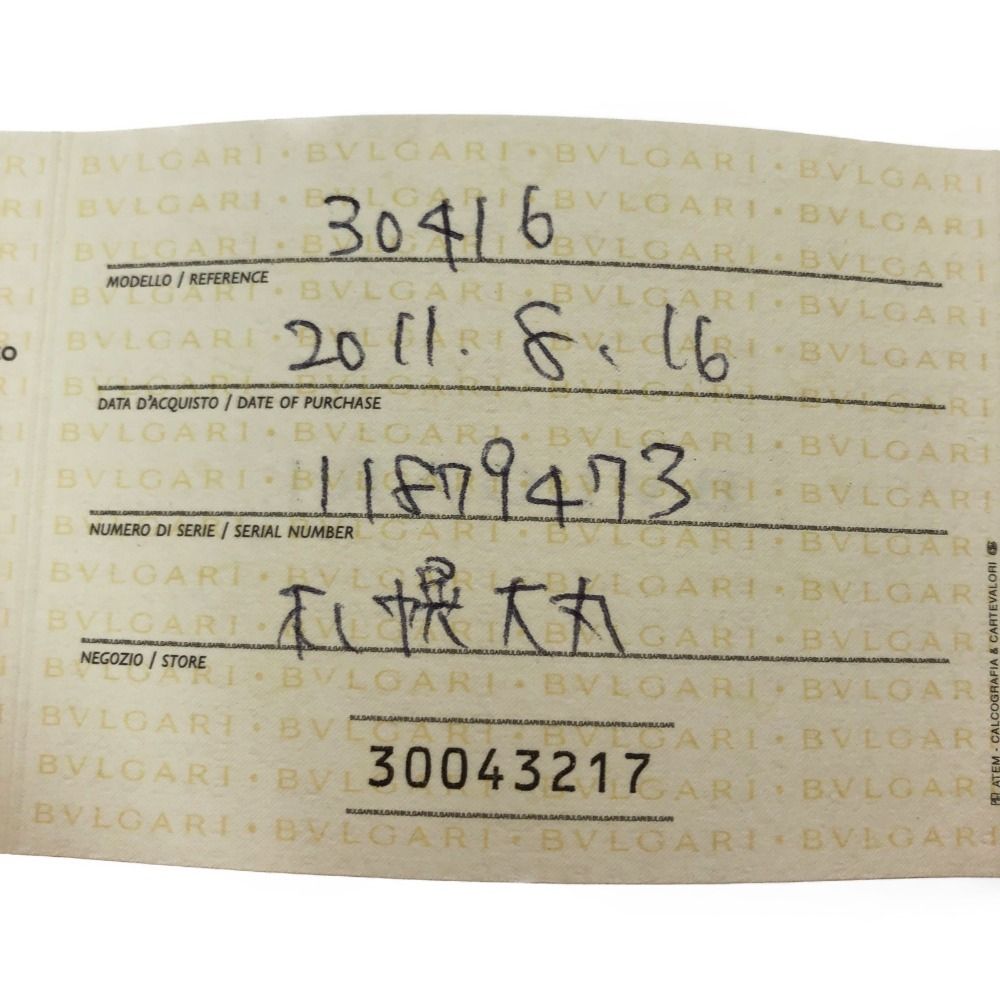 30416
MODELLO / REFERENCE
2011. 8. 16
DATA D'ACQUISTO / DATE OF PURCHASE
11879473
NUMERO DI SERIE / SERIAL NUMBER
札幌大丸
NEGOZIO / STORE
30043217
ATEM - CALCOGRAFIA & CARTEVALORI
BVLGARI • BVLGARI • BVLGARI • BVLGARI